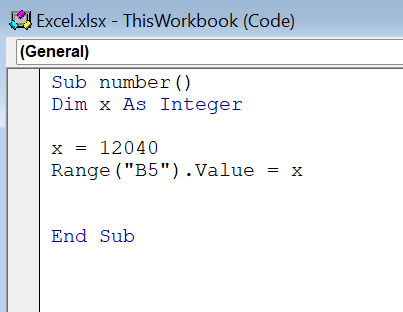 Excel.xlsx - ThisWorkbook (Code)
(General)
Sub number()
Dim x As Integer
x = 12040
Range("B5").Value = x
End Sub